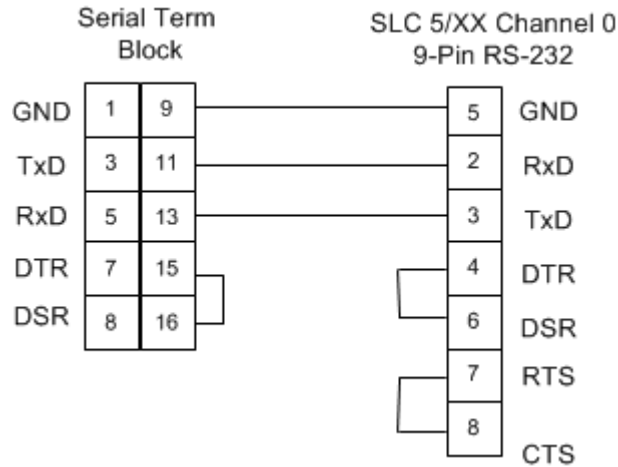 Serial Term
Block
SLC 5/XX Channel 0
9-Pin RS-232
GND 1 9 5 GND
TxD 3 11 2 RxD
RxD 5 13 3 TxD
DTR 7 15 4 DTR
DSR 8 16 6 DSR
7 RTS
8 CTS